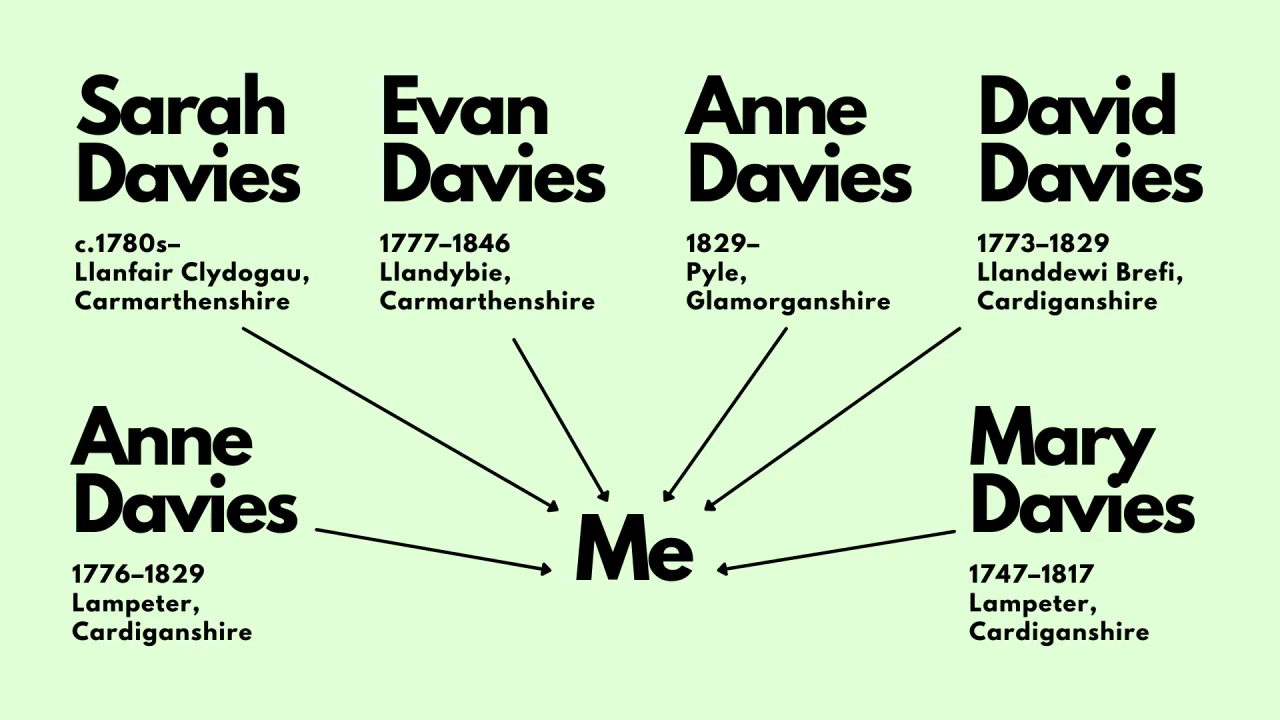 Sarah
Davies
c.1780s–
Llanfair Clydogau,
Carmarthenshire
Evan
Davies
1777–1846
Llandybie,
Carmarthenshire
Anne
Davies
1829–
Pyle,
Glamorganshire
David
Davies
1773–1829
Llanddewi Brefi,
Cardiganshire
Anne
Davies
1776–1829
Lampeter,
Cardiganshire
Me
Mary
Davies
1747–1817
Lampeter,
Cardiganshire